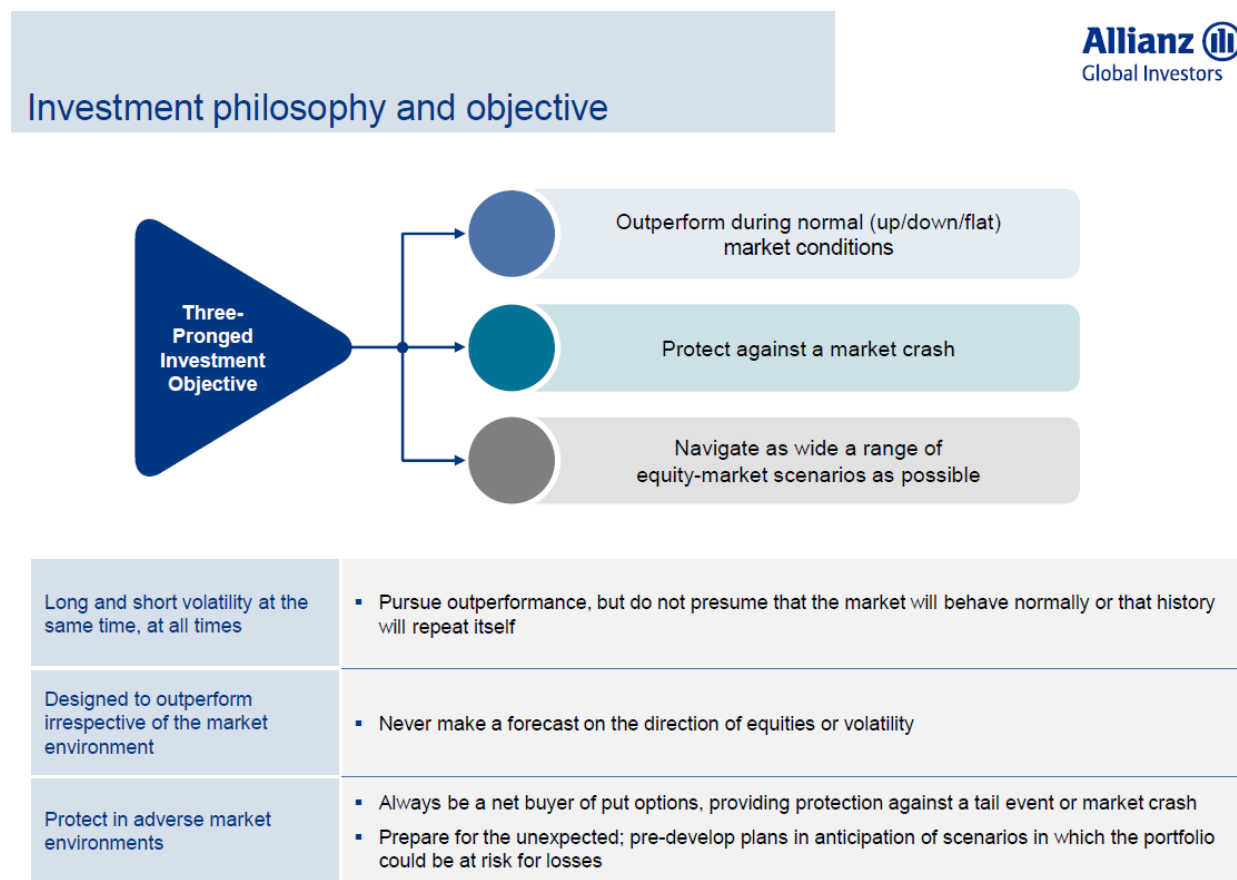 Allianz
Global Investors
Investment philosophy and objective
Three-
Pronged
Investment
Objective
Outperform during normal (up/down/flat)
market conditions
Protect against a market crash
Navigate as wide a range of
equity-market scenarios as possible
Long and short volatility at the
same time, at all times
▪ Pursue outperformance, but do not presume that the market will behave normally or that history
will repeat itself
Designed to outperform
irrespective of the market
environment
▪ Never make a forecast on the direction of equities or volatility
Protect in adverse market
environments
▪ Always be a net buyer of put options, providing protection against a tail event or market crash
▪ Prepare for the unexpected; pre-develop plans in anticipation of scenarios in which the portfolio
could be at risk for losses